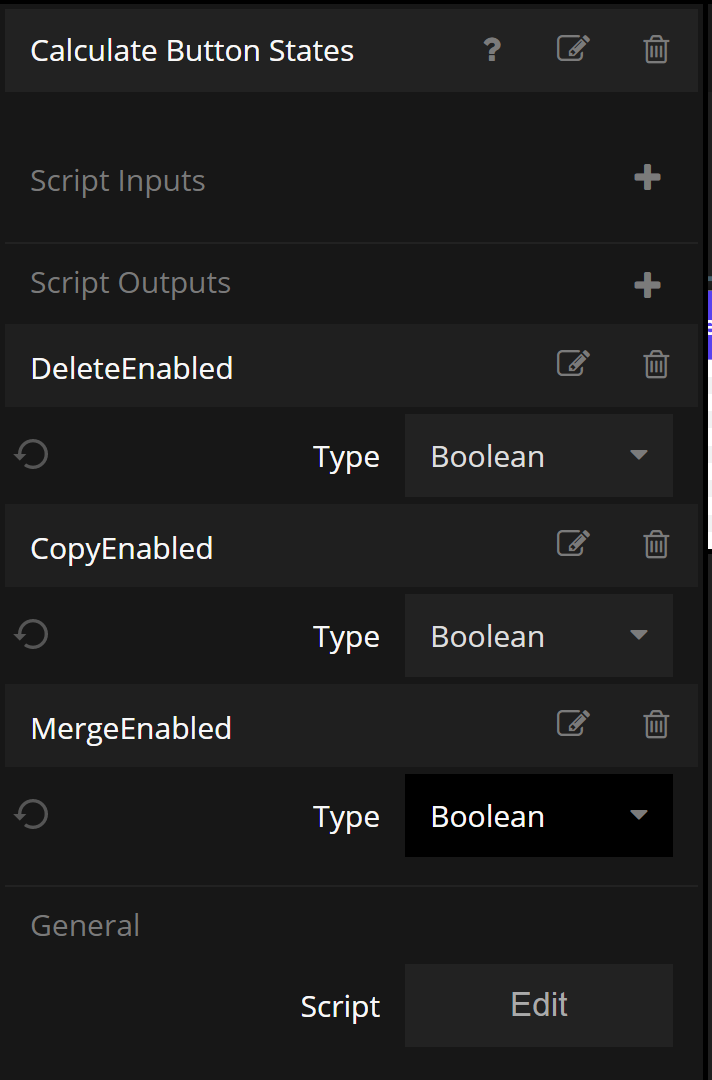 Calculate Button States ?
Script Inputs
Script Outputs
DeleteEnabled
Type Boolean
CopyEnabled
Type Boolean
MergeEnabled
Type Boolean
General
Script Edit